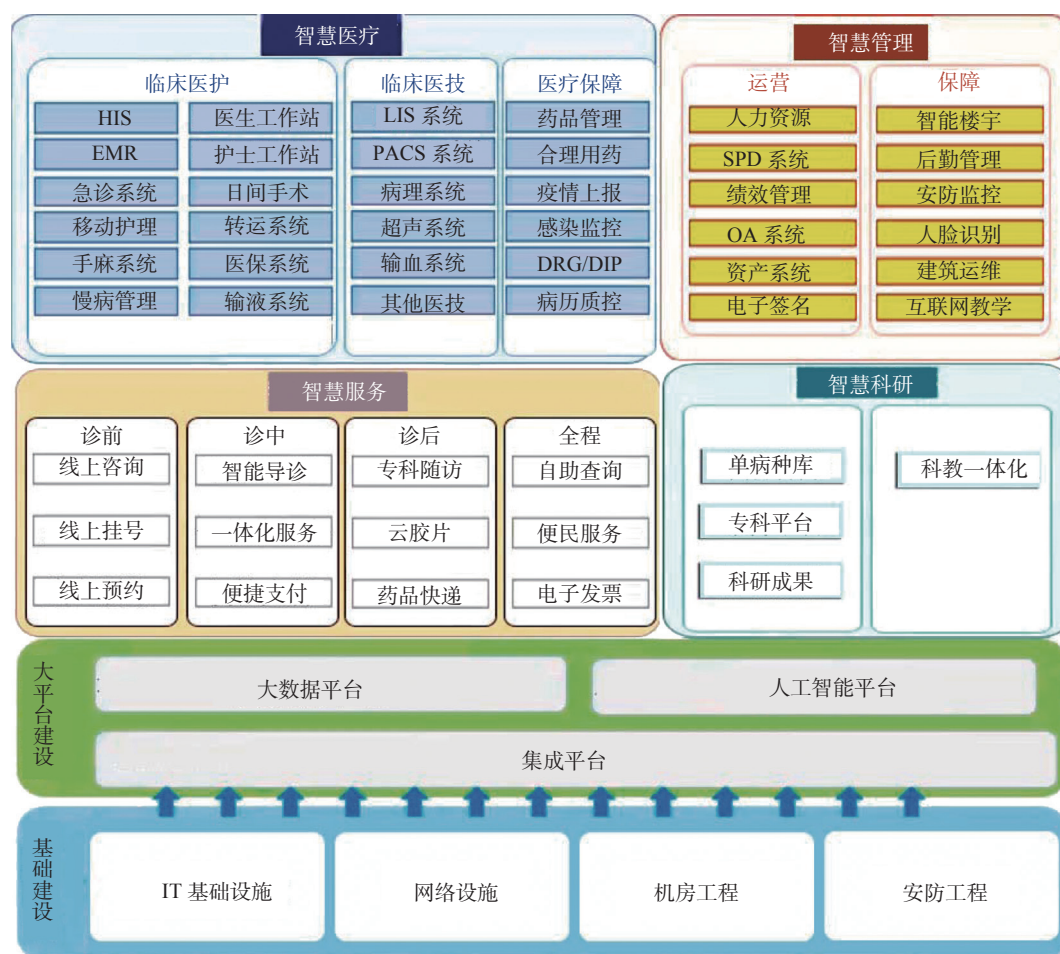 智慧医疗
临床医护
HIS
医生工作站
EMR
护士工作站
急诊系统
日间手术
移动护理
转运系统
手麻系统
医保系统
慢病管理
输液系统
临床医技
LIS 系统
PACS 系统
病理系统
超声系统
输血系统
其他医技
医疗保障
药品管理
合理用药
疫情上报
感染监控
DRG/DIP
病历质控
智慧管理
运营
人力资源
SPD 系统
绩效管理
OA 系统
资产系统
电子签名
保障
智能楼宇
后勤管理
安防监控
人脸识别
建筑运维
互联网教学
智慧服务
诊前
线上咨询
线上挂号
线上预约
诊中
智能导诊
一体化服务
便捷支付
诊后
专科随访
云胶片
药品快递
全程
自助查询
便民服务
电子发票
智慧科研
单病种库
专科平台
科研成果
科教一体化
大平台建设
大数据平台
人工智能平台
集成平台
基础建设
IT 基础设施
网络设施
机房工程
安防工程